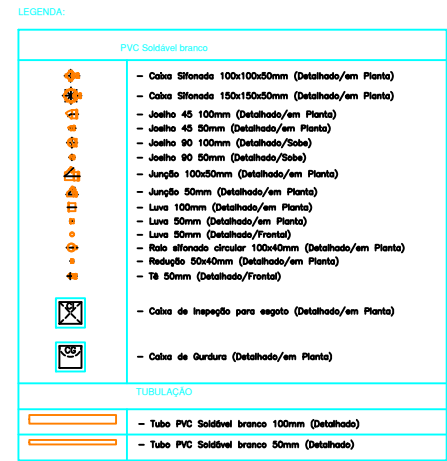 LEGENDA:
PVC Soldável branco
- Caixa Sifonada 100x100x50mm (Detalhado/em Planta)
- Caixa Sifonada 150x150x50mm (Detalhado/em Planta)
- Joelho 45 100mm (Detalhado/em Planta)
- Joelho 45 50mm (Detalhado/em Planta)
- Joelho 90 100mm (Detalhado/Sobe)
- Joelho 90 50mm (Detalhado/Sobe)
- Junção 100x50mm (Detalhado/em Planta)
- Junção 50mm (Detalhado/em Planta)
- Luva 100mm (Detalhado/em Planta)
- Luva 50mm (Detalhado/em Planta)
- Luva 50mm (Detalhado/Frontal)
- Ralo sifonado circular 100x40mm (Detalhado/em Planta)
- Redução 50x40mm (Detalhado/em Planta)
- Tê 50mm (Detalhado/Frontal)
CI - Caixa de Inspeção para esgoto (Detalhado/em Planta)
CG - Caixa de Gurdura (Detalhado/em Planta)
TUBULAÇÃO
- Tubo PVC Soldável branco 100mm (Detalhado)
- Tubo PVC Soldável branco 50mm (Detalhado)